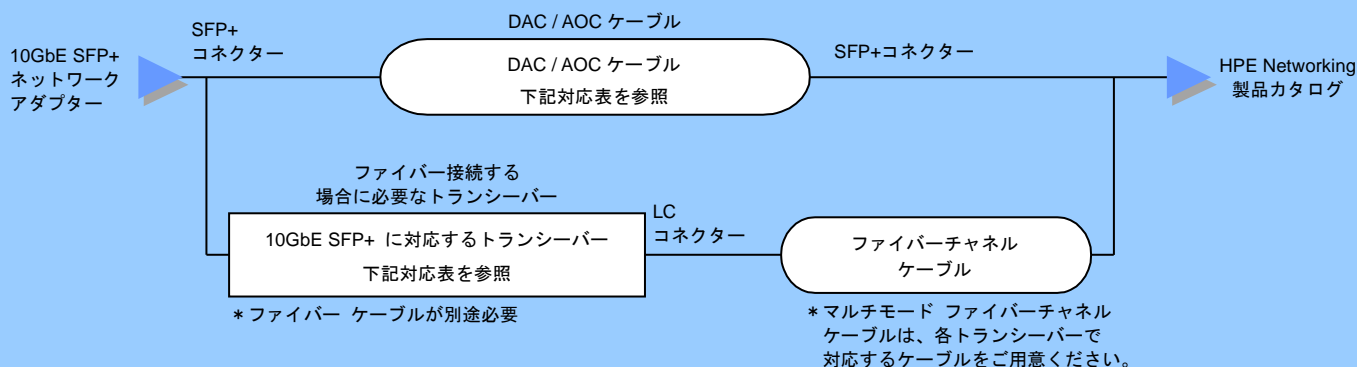 10GbE SFP+
ネットワーク
アダプター
SFP+
コネクター
DAC / AOC ケーブル
DAC / AOC ケーブル
下記対応表を参照
SFP+コネクター
HPE Networking
製品カタログ
ファイバー接続する
場合に必要なトランシーバー
10GbE SFP+ に対応するトランシーバー
下記対応表を参照
*ファイバー ケーブルが別途必要
LC
コネクター
ファイバーチャネル
ケーブル
*マルチモード ファイバーチャネル
ケーブルは、各トランシーバーで
対応するケーブルをご用意ください。